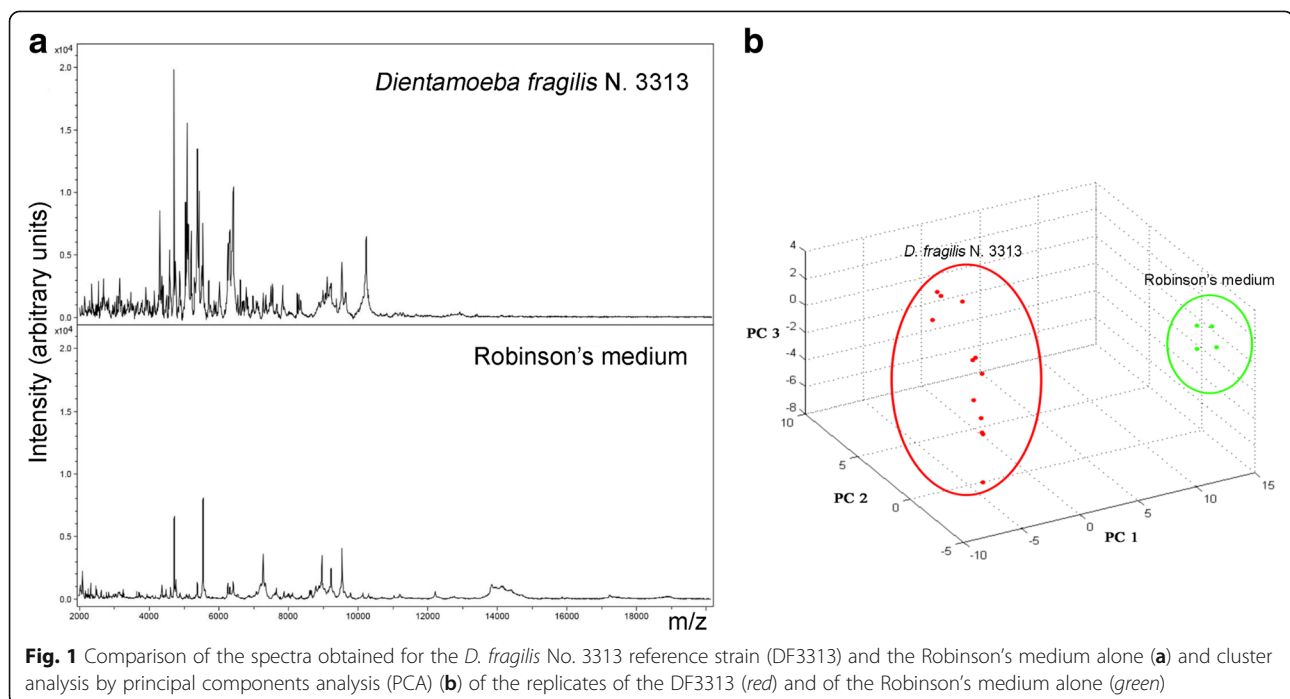 a
x10⁴
2.0
1.5
1.0
0.5
0.0
Dientamoeba fragilis N. 3313
x10⁴
2.0
1.5
1.0
0.5
0.0
Robinson's medium
Intensity (arbitrary units)
2000 4000 6000 8000 10000 12000 14000 16000 18000
m/z
b
D. fragilis N. 3313
Robinson's medium
4
2
0
-2
-4
-6
-8
PC 3
10
5
0
-5
PC 2
-10
-5
0
5
10
15
PC 1
Fig. 1 Comparison of the spectra obtained for the D. fragilis No. 3313 reference strain (DF3313) and the Robinson's medium alone (a) and cluster
analysis by principal components analysis (PCA) (b) of the replicates of the DF3313 (red) and of the Robinson's medium alone (green)